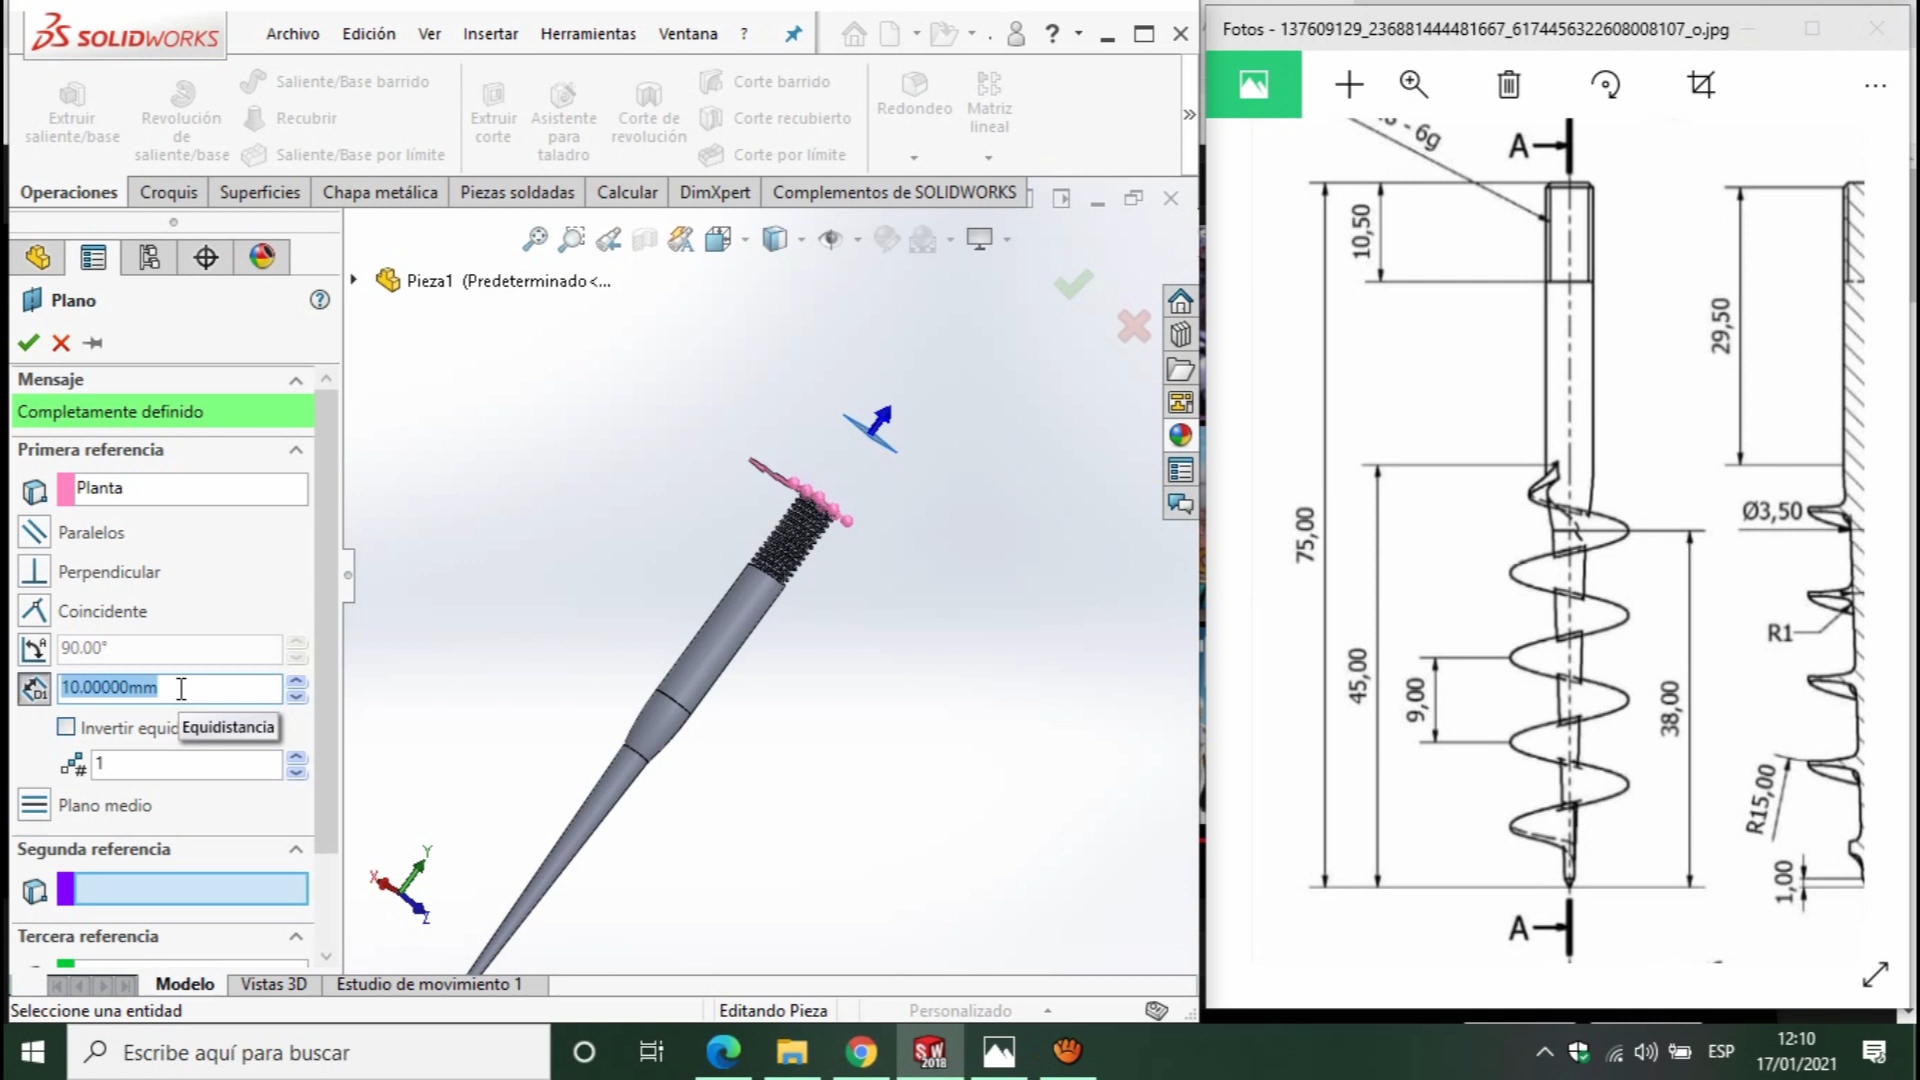 SOLIDWORKS
Archivo Edición Ver Insertar Herramientas Ventana ?
Extruir saliente/base
Revolución de saliente/base
Saliente/Base barrido
Recubrir
Saliente/Base por límite
Extruir corte
Asistente para taladro
Corte de revolución
Corte barrido
Corte recubierto
Corte por límite
Redondeo
Matriz lineal
Operaciones Croquis Superficies Chapa metálica Piezas soldadas Calcular DimXpert Complementos de SOLIDWORKS
Pieza1 (Predeterminado<...
Plano
Mensaje
Completamente definido
Primera referencia
Planta
Paralelos
Perpendicular
Coincidente
90.00°
10.00000mm
Invertir equid
Equidistancia
1
Plano medio
Segunda referencia
Tercera referencia
X
Y
Z
Modelo Vistas 3D Estudio de movimiento 1
Seleccione una entidad
Editando Pieza
Personalizado
Fotos - 137609129_236881444481667_6174456322608008107_o.jpg
- 6g
A
10,50
29,50
75,00
45,00
9,00
38,00
Ø3,50
R1
R15,00
1,00
A
Escribe aquí para buscar
SW
2018
ESP
12:10
17/01/2021